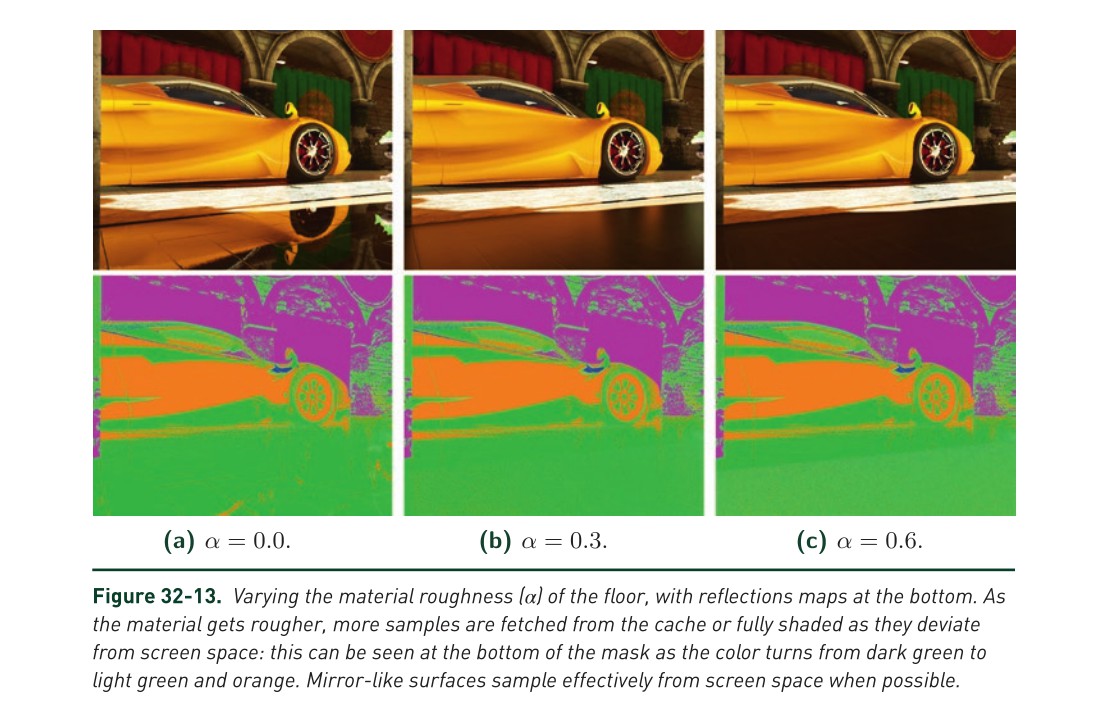 (a) α = 0.0. (b) α = 0.3. (c) α = 0.6.
Figure 32-13. Varying the material roughness (α) of the floor, with reflections maps at the bottom. As
the material gets rougher, more samples are fetched from the cache or fully shaded as they deviate
from screen space: this can be seen at the bottom of the mask as the color turns from dark green to
light green and orange. Mirror-like surfaces sample effectively from screen space when possible.